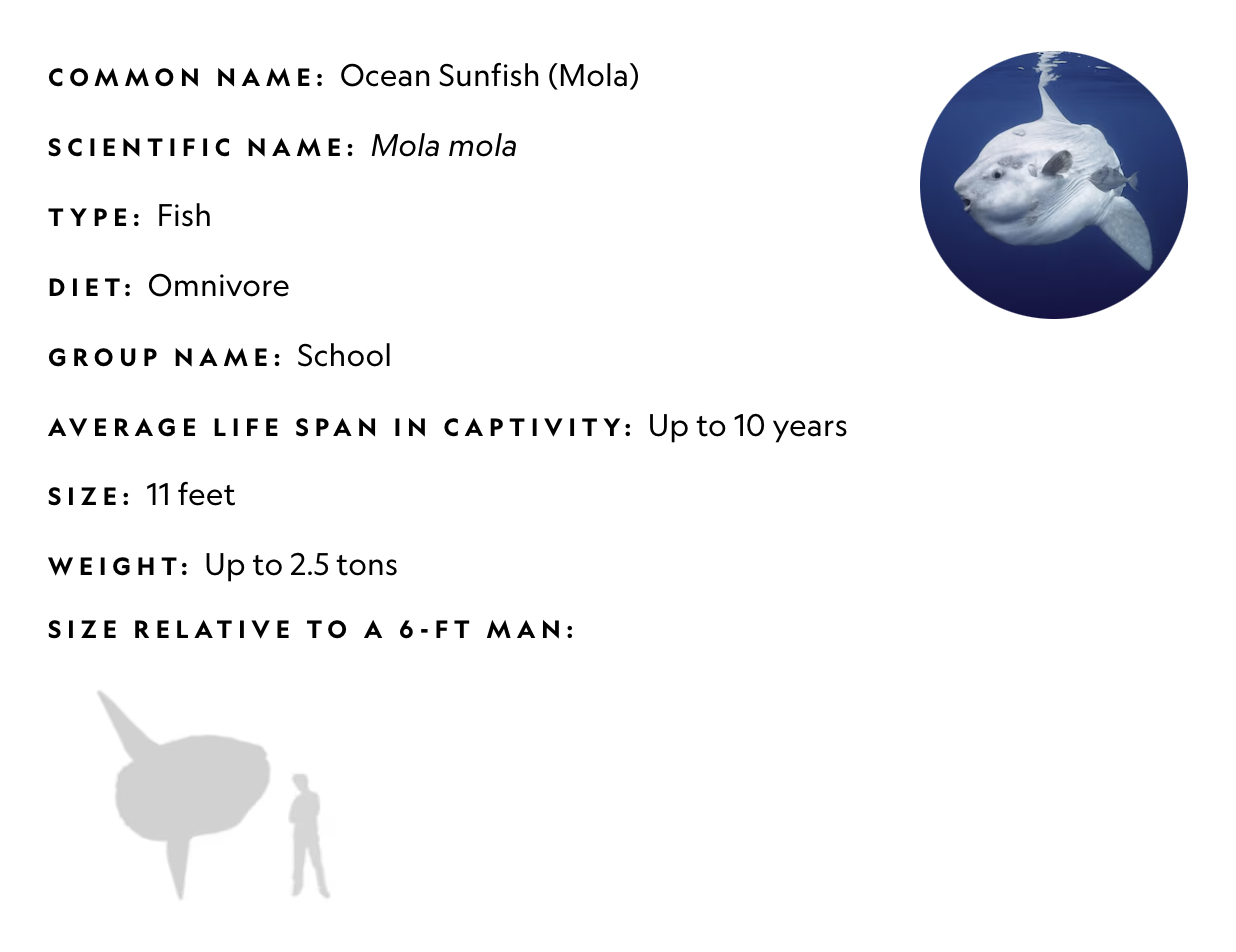 COMMON NAME: Ocean Sunfish (Mola)
SCIENTIFIC NAME: Mola mola
TYPE: Fish
DIET: Omnivore
GROUP NAME: School
AVERAGE LIFE SPAN IN CAPTIVITY: Up to 10 years
SIZE: 11 feet
WEIGHT: Up to 2.5 tons
SIZE RELATIVE TO A 6-FT MAN: